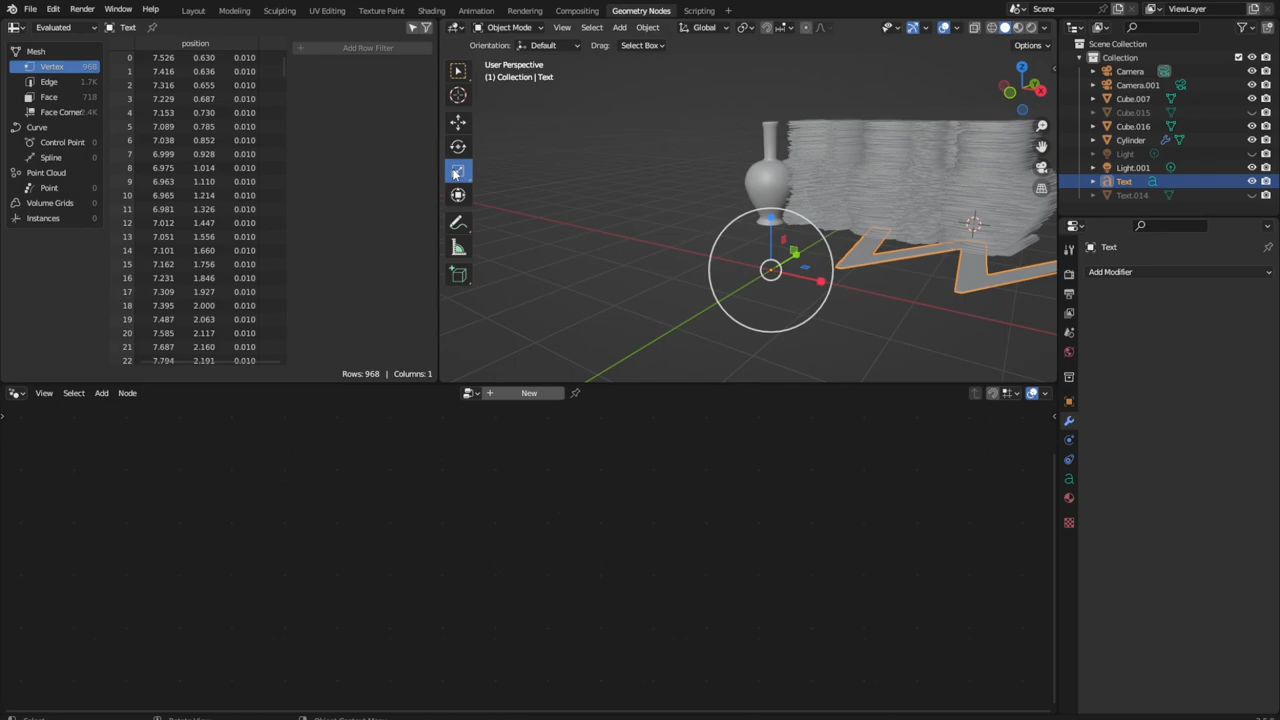 File Edit Render Window Help Layout Modeling Sculpting UV Editing Texture Paint Shading Animation Rendering Compositing Geometry Nodes Scripting + Scene ViewLayer
Evaluated Text
Object Mode View Select Add Object Global
Orientation: Default Drag: Select Box Options
Mesh
Vertex 968
Edge 1.7K
Face 718
Face Corner 2.4K
Curve
Control Point 0
Spline 0
Point Cloud
Point 0
Volume Grids 0
Instances 0
position
0 7.526 0.630 0.010
1 7.416 0.636 0.010
2 7.316 0.655 0.010
3 7.229 0.687 0.010
4 7.153 0.730 0.010
5 7.089 0.785 0.010
6 7.038 0.852 0.010
7 6.999 0.928 0.010
8 6.975 1.014 0.010
9 6.963 1.110 0.010
10 6.965 1.214 0.010
11 6.981 1.326 0.010
12 7.012 1.447 0.010
13 7.051 1.556 0.010
14 7.101 1.660 0.010
15 7.162 1.756 0.010
16 7.231 1.846 0.010
17 7.309 1.927 0.010
18 7.395 2.000 0.010
19 7.487 2.063 0.010
20 7.585 2.117 0.010
21 7.687 2.160 0.010
22 7.794 2.191 0.010
+ Add Row Filter
Rows: 968 | Columns: 1
User Perspective
(1) Collection | Text
Z
Y
X
Scene Collection
Collection
Camera
Camera.001
Cube.007
Cube.015
Cube.016
Cylinder
Light
Light.001
Text
Text.014
Text
Add Modifier
View Select Add Node + New